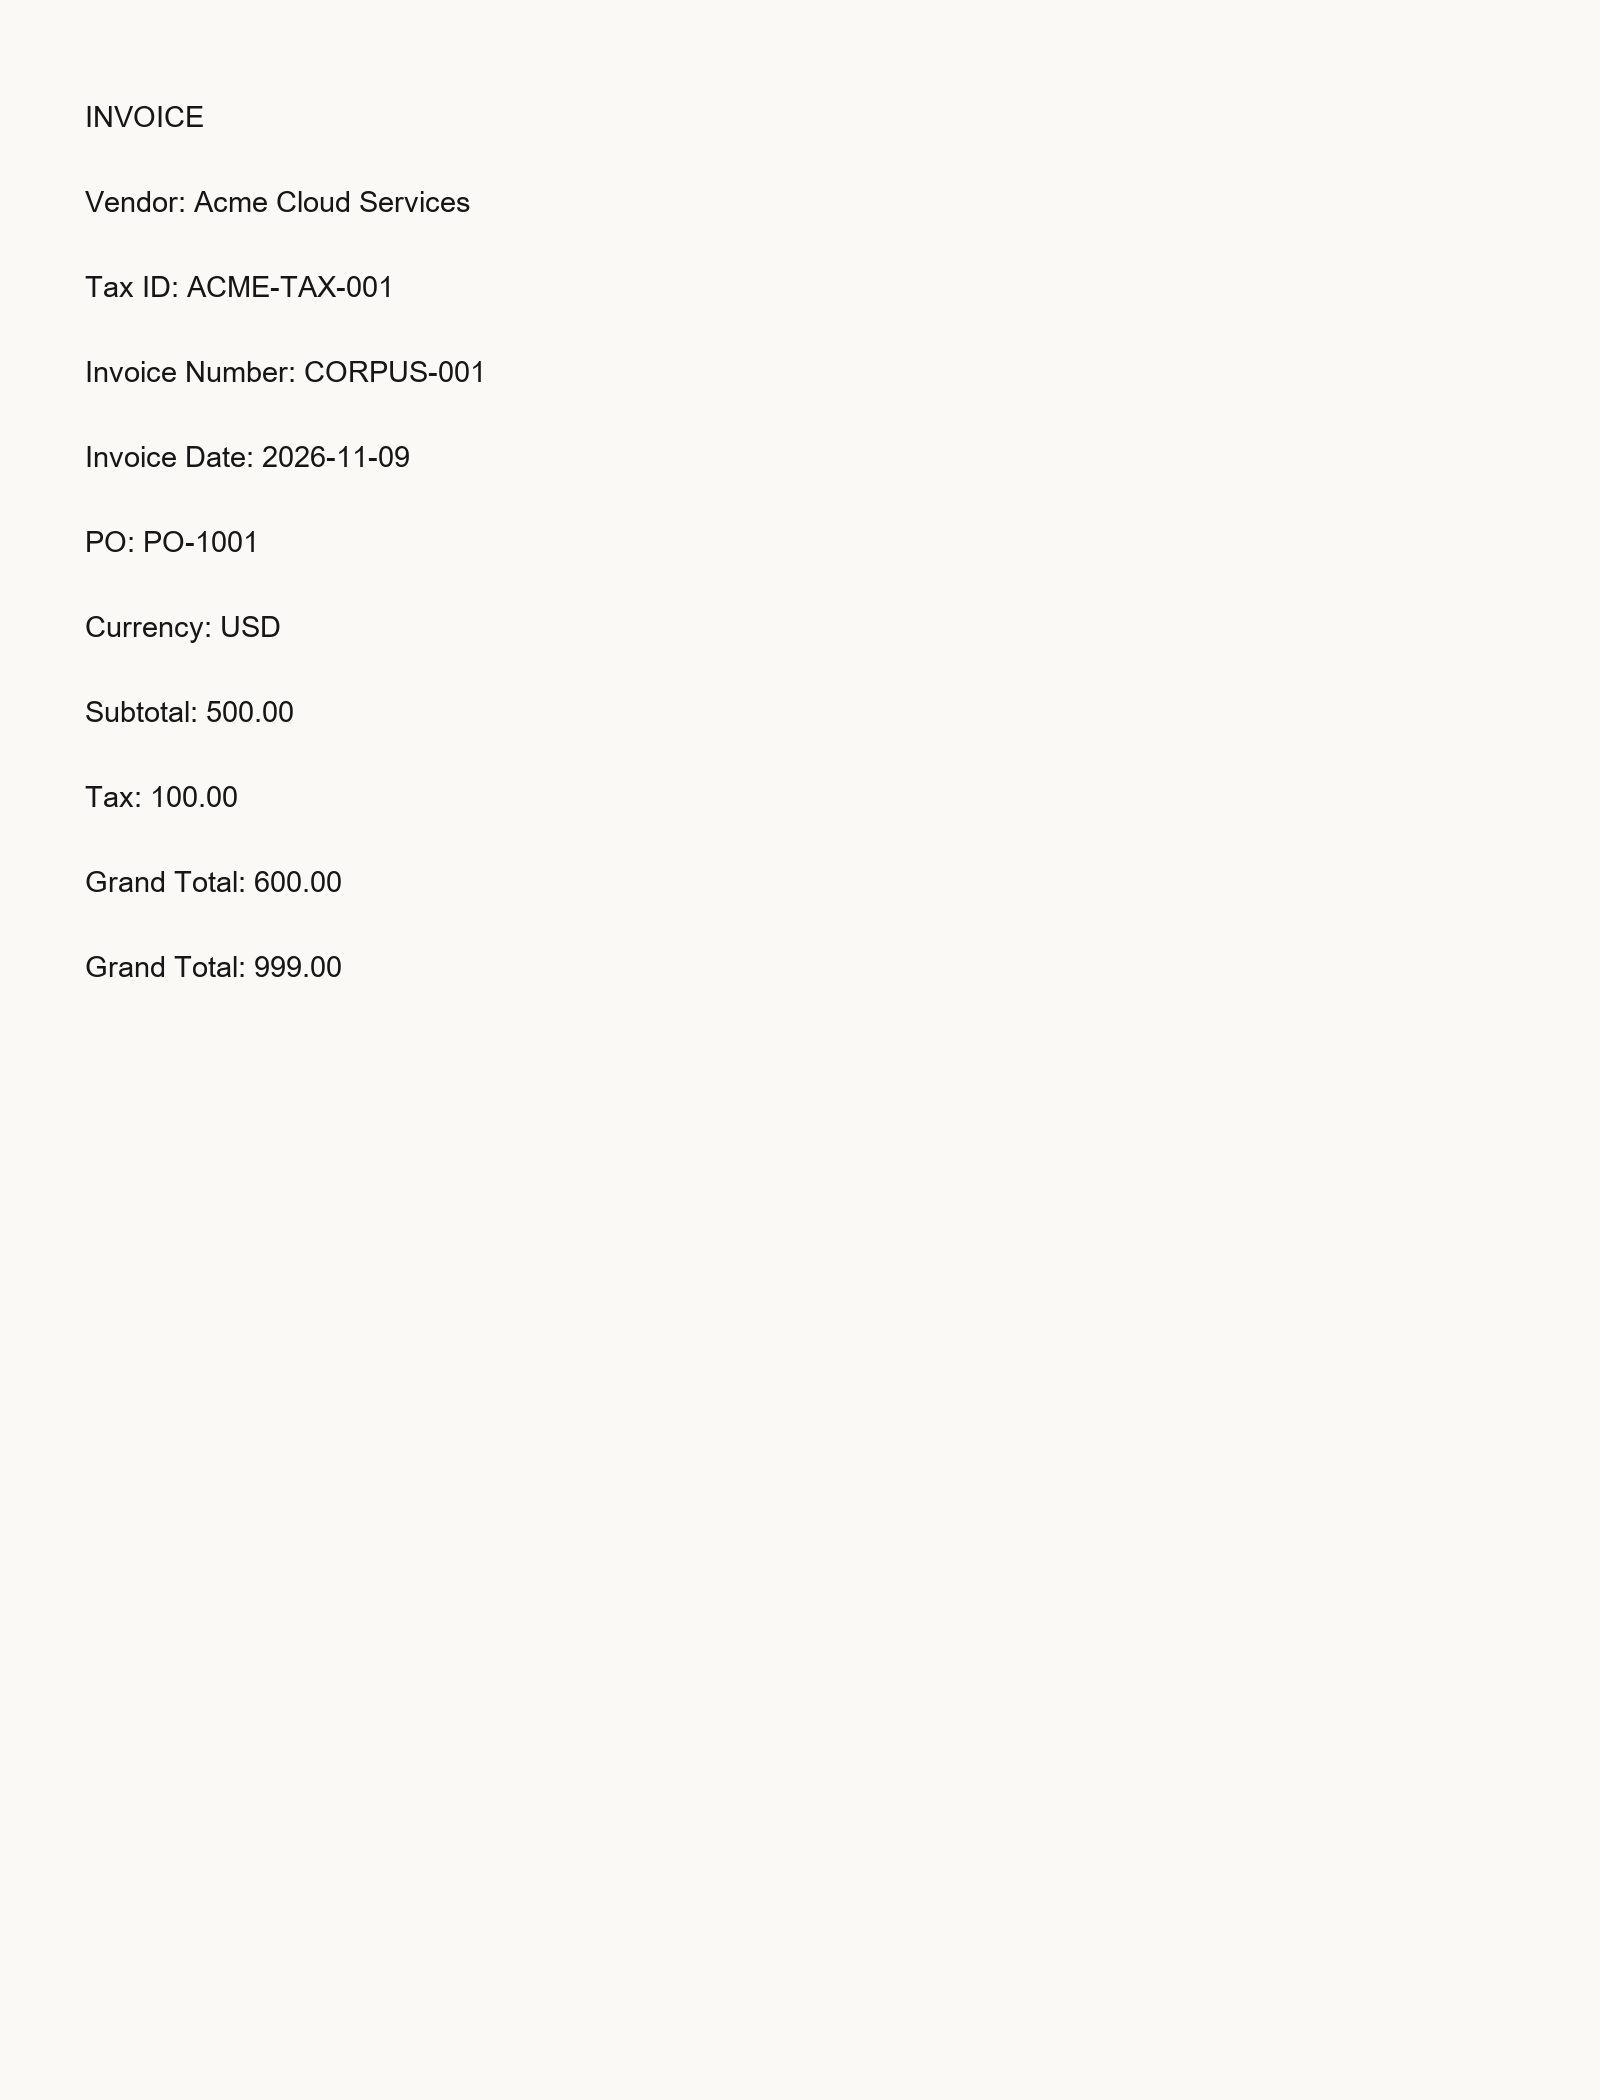 INVOICE
Vendor: Acme Cloud Services
Tax ID: ACME-TAX-001
Invoice Number: CORPUS-001
Invoice Date: 2026-11-09
PO: PO-1001
Currency: USD
Subtotal: 500.00
Tax: 100.00
Grand Total: 600.00
Grand Total: 999.00